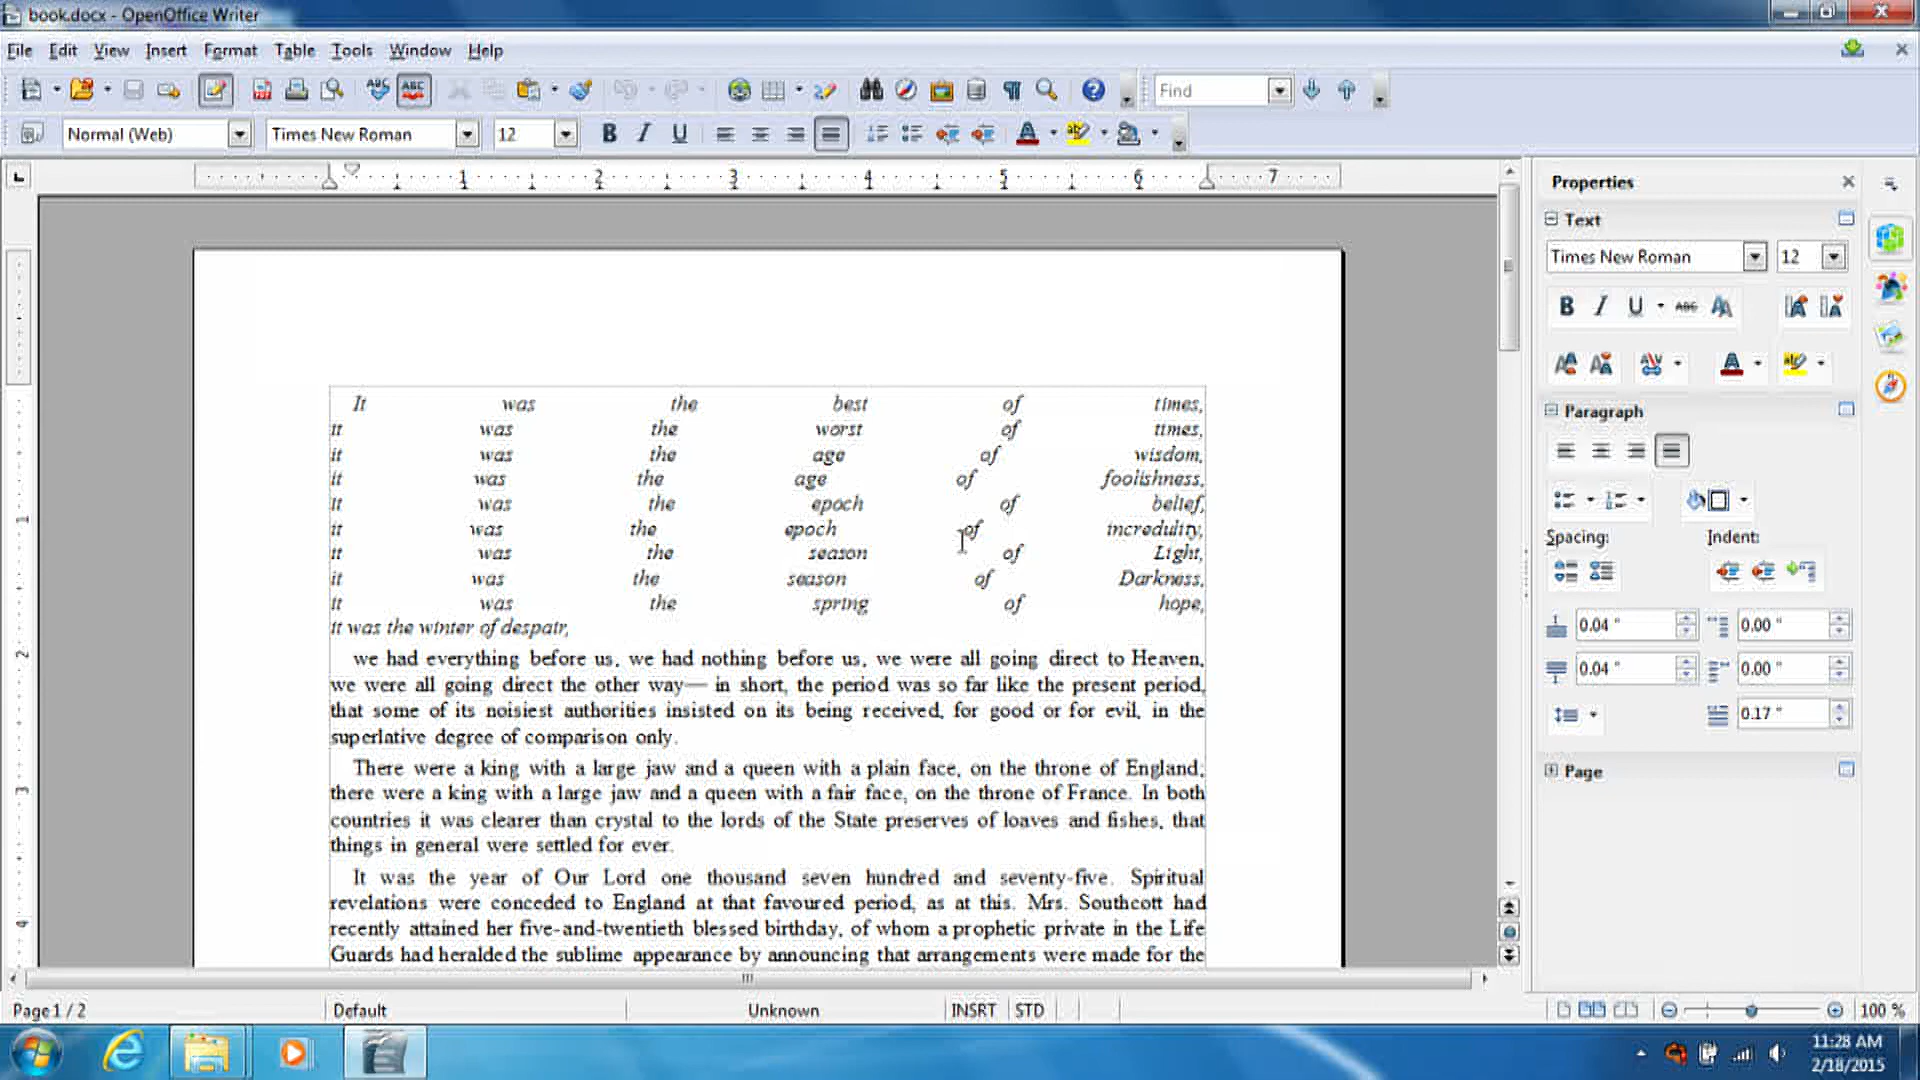 book.docx - OpenOffice Writer
File Edit View Insert Format Table Tools Window Help
Find
Normal (Web) Times New Roman 12
1 2 3 4 5 6 7
Properties
Text
Times New Roman 12
Paragraph
Spacing: Indent:
0.04 " 0.00 "
0.04 " 0.00 "
0.17 "
Page
It was the best of times,
it was the worst of times,
it was the age of wisdom,
it was the age of foolishness,
it was the epoch of belief,
it was the epoch of incredulity,
it was the season of Light,
it was the season of Darkness,
it was the spring of hope,
it was the winter of despair,
we had everything before us, we had nothing before us, we were all going direct to Heaven,
we were all going direct the other way— in short, the period was so far like the present period,
that some of its noisiest authorities insisted on its being received, for good or for evil, in the
superlative degree of comparison only.
There were a king with a large jaw and a queen with a plain face, on the throne of England;
there were a king with a large jaw and a queen with a fair face, on the throne of France. In both
countries it was clearer than crystal to the lords of the State preserves of loaves and fishes, that
things in general were settled for ever.
It was the year of Our Lord one thousand seven hundred and seventy-five. Spiritual
revelations were conceded to England at that favoured period, as at this. Mrs. Southcott had
recently attained her five-and-twentieth blessed birthday, of whom a prophetic private in the Life
Guards had heralded the sublime appearance by announcing that arrangements were made for the
1
2
3
4
Page 1 / 2 Default Unknown INSRT STD 100 %
11:28 AM
2/18/2015